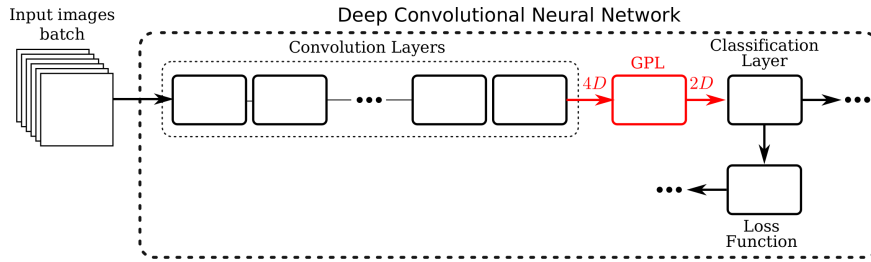 Deep Convolutional Neural Network
Input images
batch
Convolution Layers
4D
GPL
2D
Classification
Layer
Loss
Function